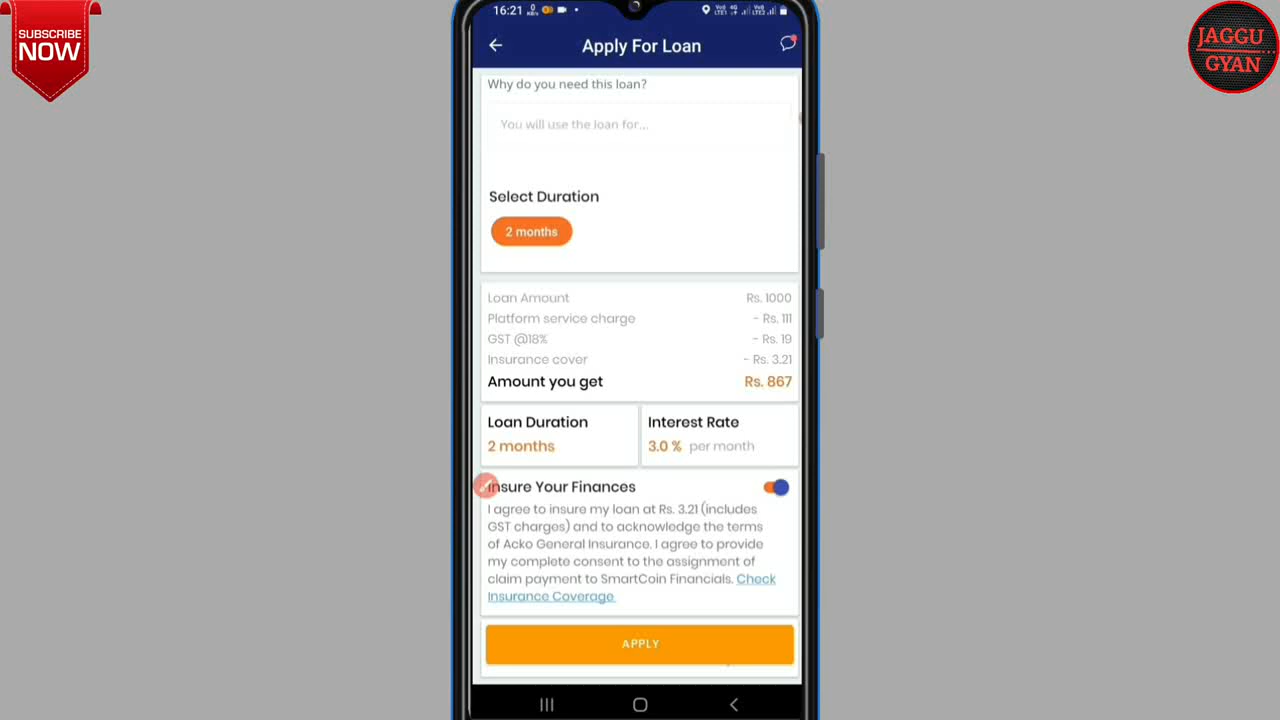 SUBSCRIBE
NOW
JAGGU
GYAN
16:21
Apply For Loan
Why do you need this loan?
You will use the loan for...
Select Duration
2 months
Loan Amount Rs. 1000
Platform service charge - Rs. 111
GST @18% - Rs. 19
Insurance cover - Rs. 3.21
Amount you get Rs. 867
Loan Duration Interest Rate
2 months 3.0 % per month
Insure Your Finances
I agree to insure my loan at Rs. 3.21 (includes
GST charges) and to acknowledge the terms
of Acko General Insurance. I agree to provide
my complete consent to the assignment of
claim payment to SmartCoin Financials. Check
Insurance Coverage
APPLY